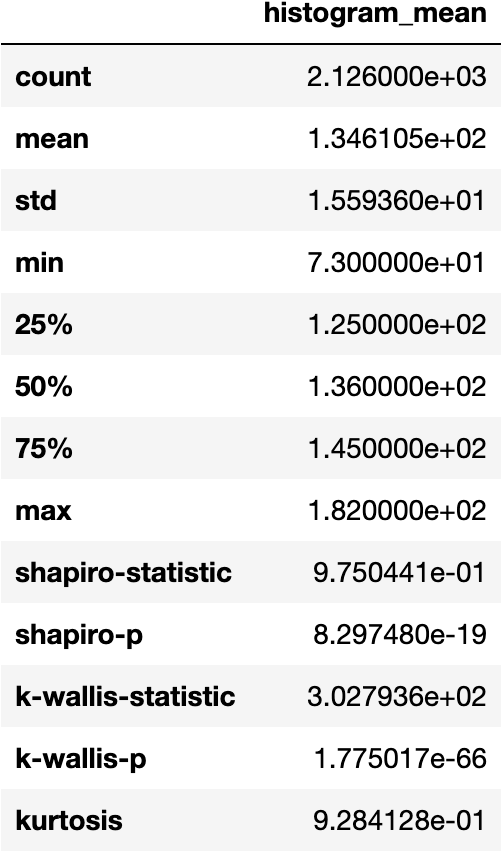 histogram_mean
count 2.126000e+03
mean 1.346105e+02
std 1.559360e+01
min 7.300000e+01
25% 1.250000e+02
50% 1.360000e+02
75% 1.450000e+02
max 1.820000e+02
shapiro-statistic 9.750441e-01
shapiro-p 8.297480e-19
k-wallis-statistic 3.027936e+02
k-wallis-p 1.775017e-66
kurtosis 9.284128e-01